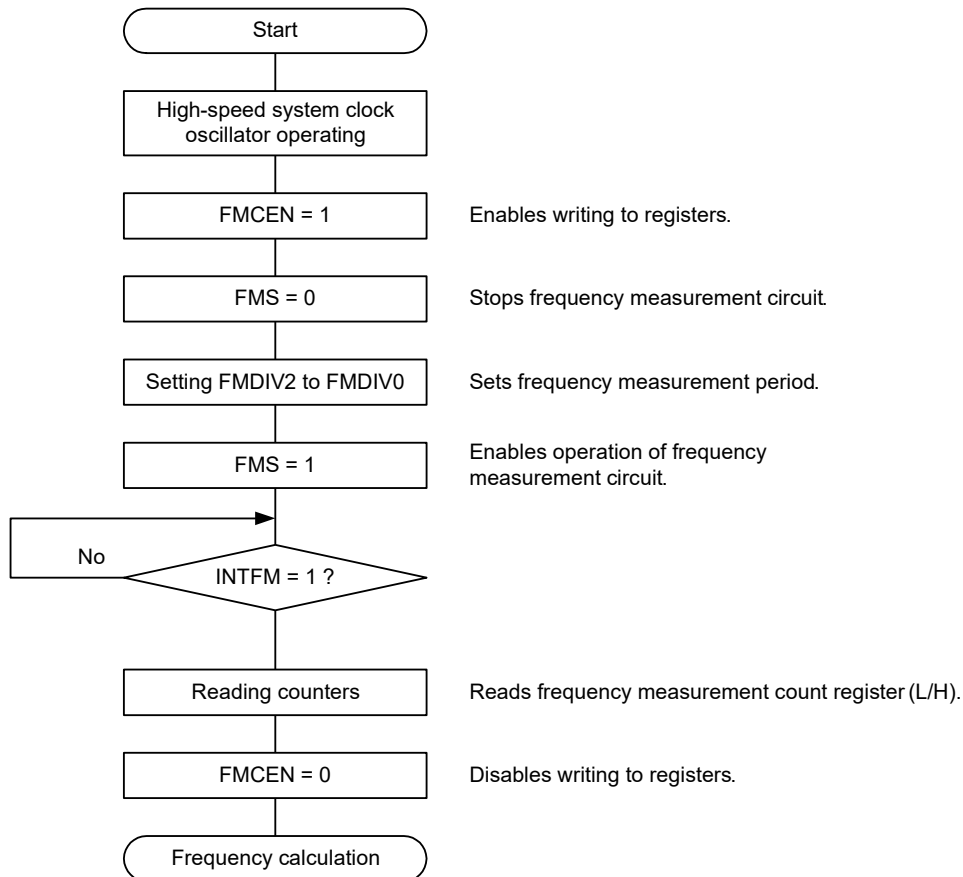 Start
High-speed system clock
oscillator operating
FMCEN = 1
Enables writing to registers.
FMS = 0
Stops frequency measurement circuit.
Setting FMDIV2 to FMDIV0
Sets frequency measurement period.
FMS = 1
Enables operation of frequency
measurement circuit.
No
INTFM = 1 ?
Reading counters
Reads frequency measurement count register (L/H).
FMCEN = 0
Disables writing to registers.
Frequency calculation